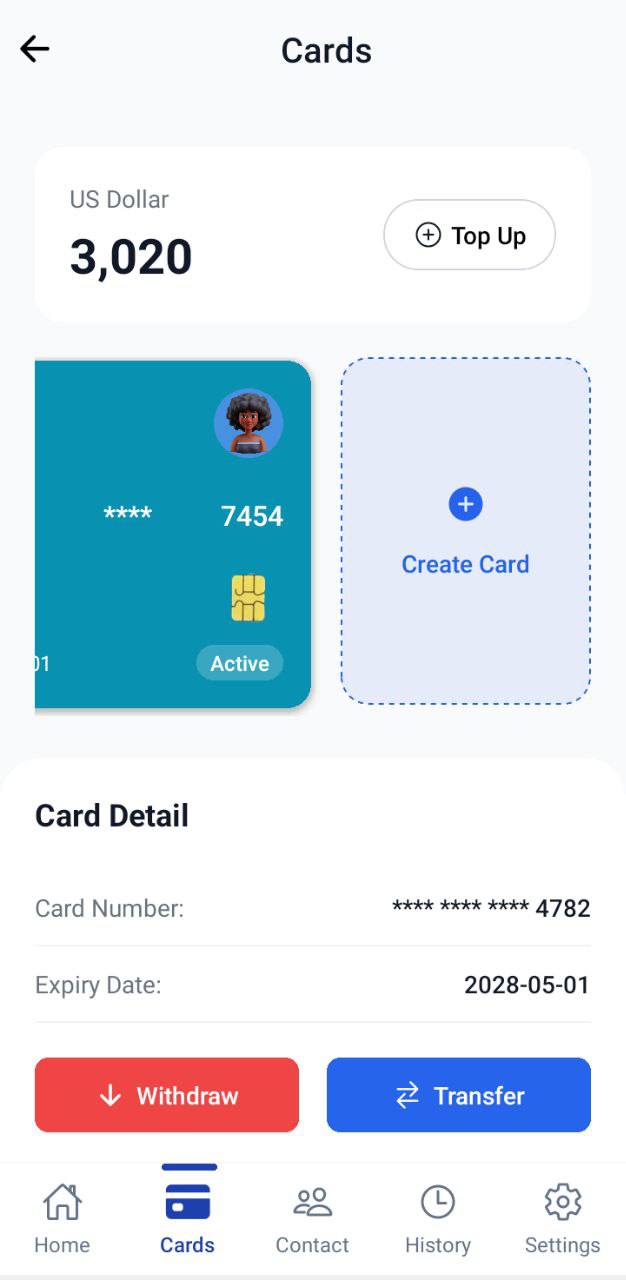 Cards
US Dollar
3,020
Top Up
**** 7454
01
Active
Create Card
Card Detail
Card Number: **** **** **** 4782
Expiry Date: 2028-05-01
Withdraw Transfer
Home Cards Contact History Settings